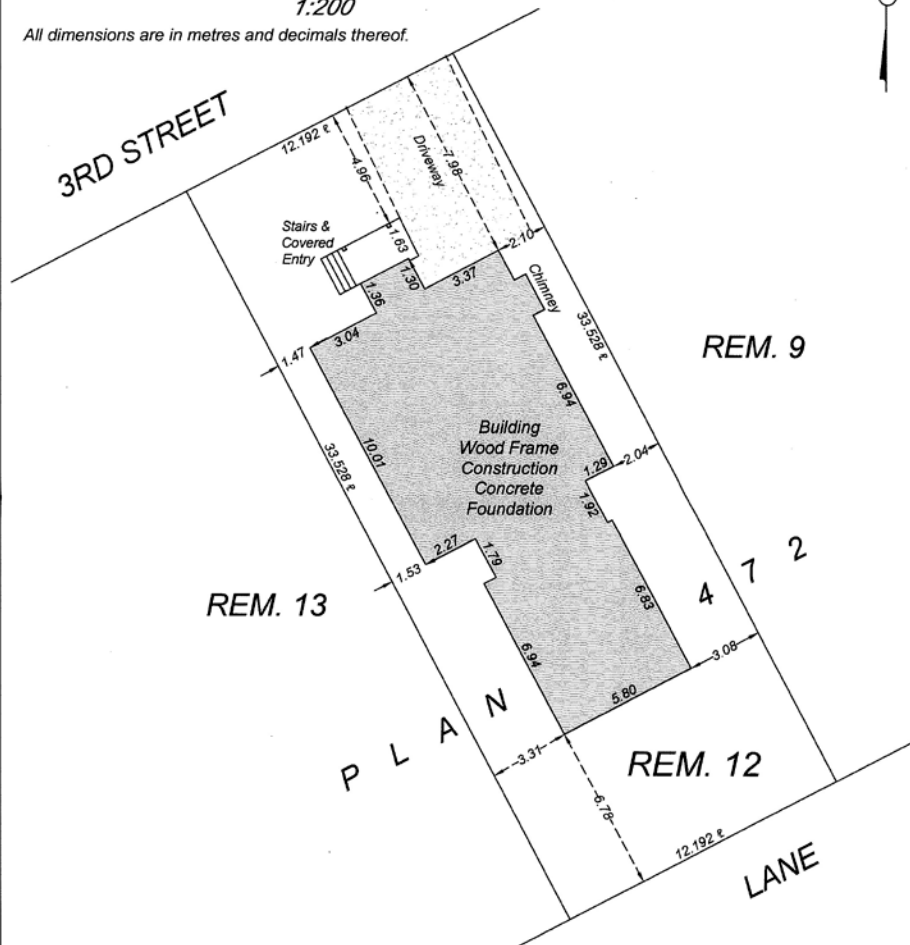 1:200
All dimensions are in metres and decimals thereof.
3RD STREET
12.192 ℓ
4.96
Driveway
7.98
Stairs &
Covered
Entry
1.63
2.10
1.30
3.37
1.36
Chimney
3.04
1.47
33.528 ℓ
REM. 9
6.94
Building
Wood Frame
Construction
Concrete
Foundation
10.01
33.528 ℓ
1.29
2.04
1.92
2.27
1.79
1.53
REM. 13
PLAN 472
6.83
6.94
3.08
5.80
3.31
REM. 12
6.78
12.192 ℓ
LANE